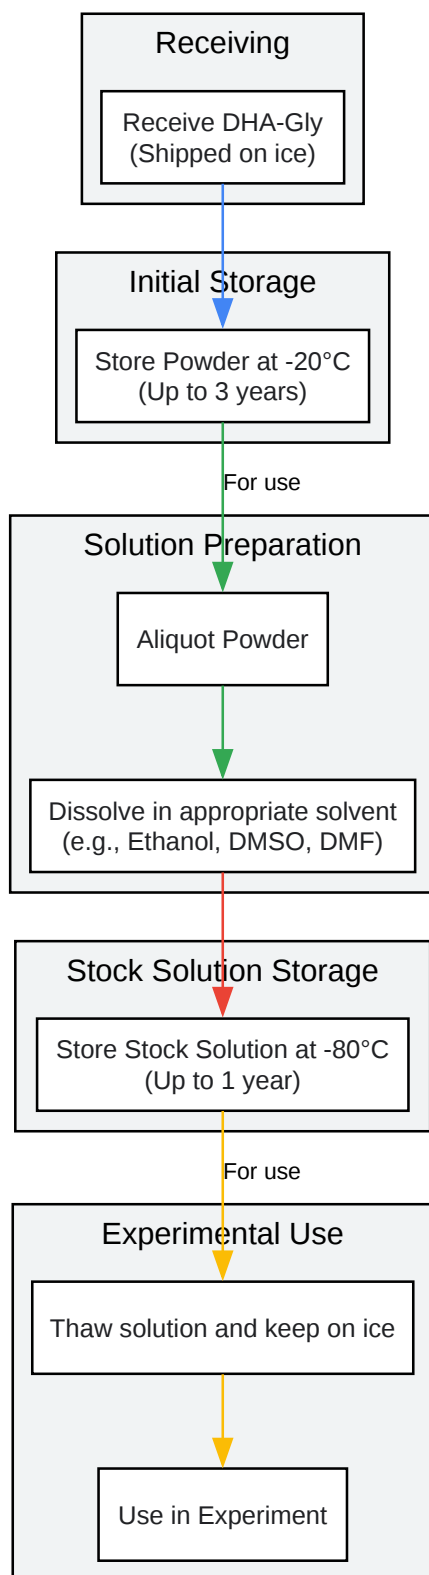 Receiving
Receive DHA-Gly
(Shipped on ice)
Initial Storage
Store Powder at -20°C
(Up to 3 years)
For use
Solution Preparation
Aliquot Powder
Dissolve in appropriate solvent
(e.g., Ethanol, DMSO, DMF)
Stock Solution Storage
Store Stock Solution at -80°C
(Up to 1 year)
For use
Experimental Use
Thaw solution and keep on ice
Use in Experiment